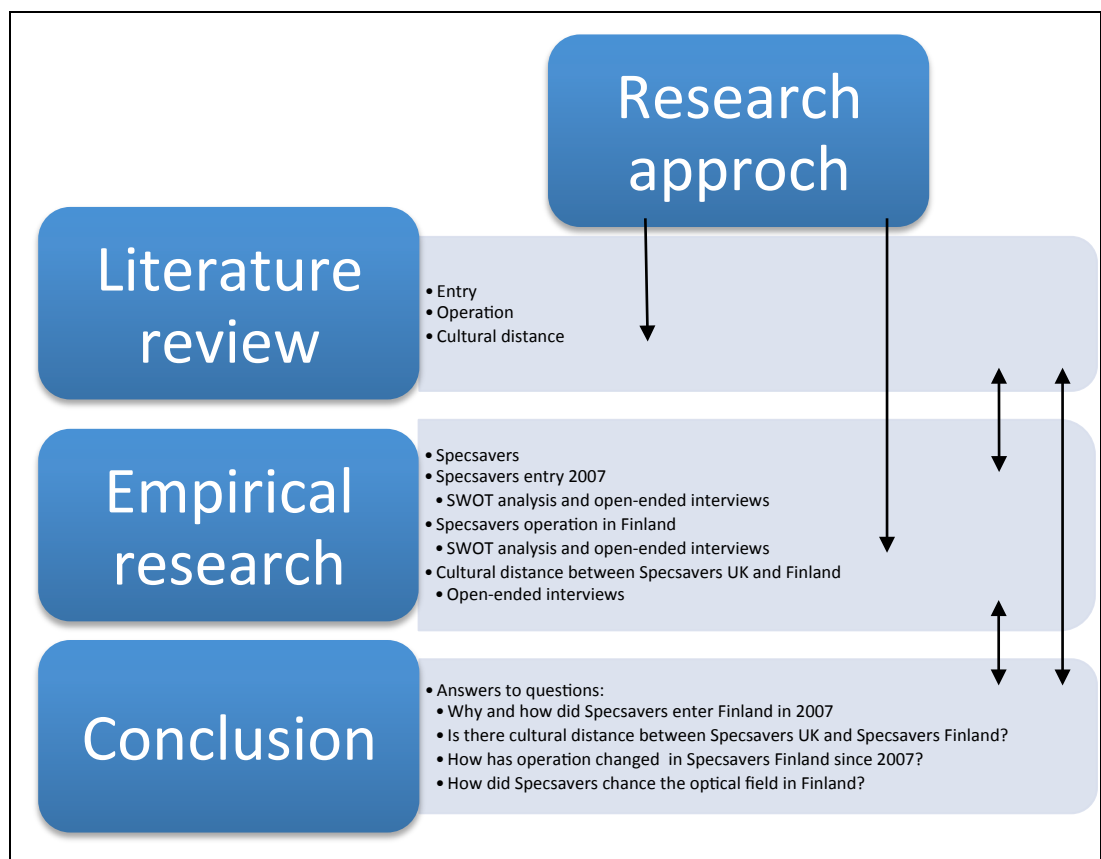 Research
approch
Literature
review
• Entry
• Operation
• Cultural distance
Empirical
research
• Specsavers
• Specsavers entry 2007
• SWOT analysis and open-ended interviews
• Specsavers operation in Finland
• SWOT analysis and open-ended interviews
• Cultural distance between Specsavers UK and Finland
• Open-ended interviews
Conclusion
• Answers to questions:
• Why and how did Specsavers enter Finland in 2007
• Is there cultural distance between Specsavers UK and Specsavers Finland?
• How has operation changed in Specsavers Finland since 2007?
• How did Specsavers chance the optical field in Finland?